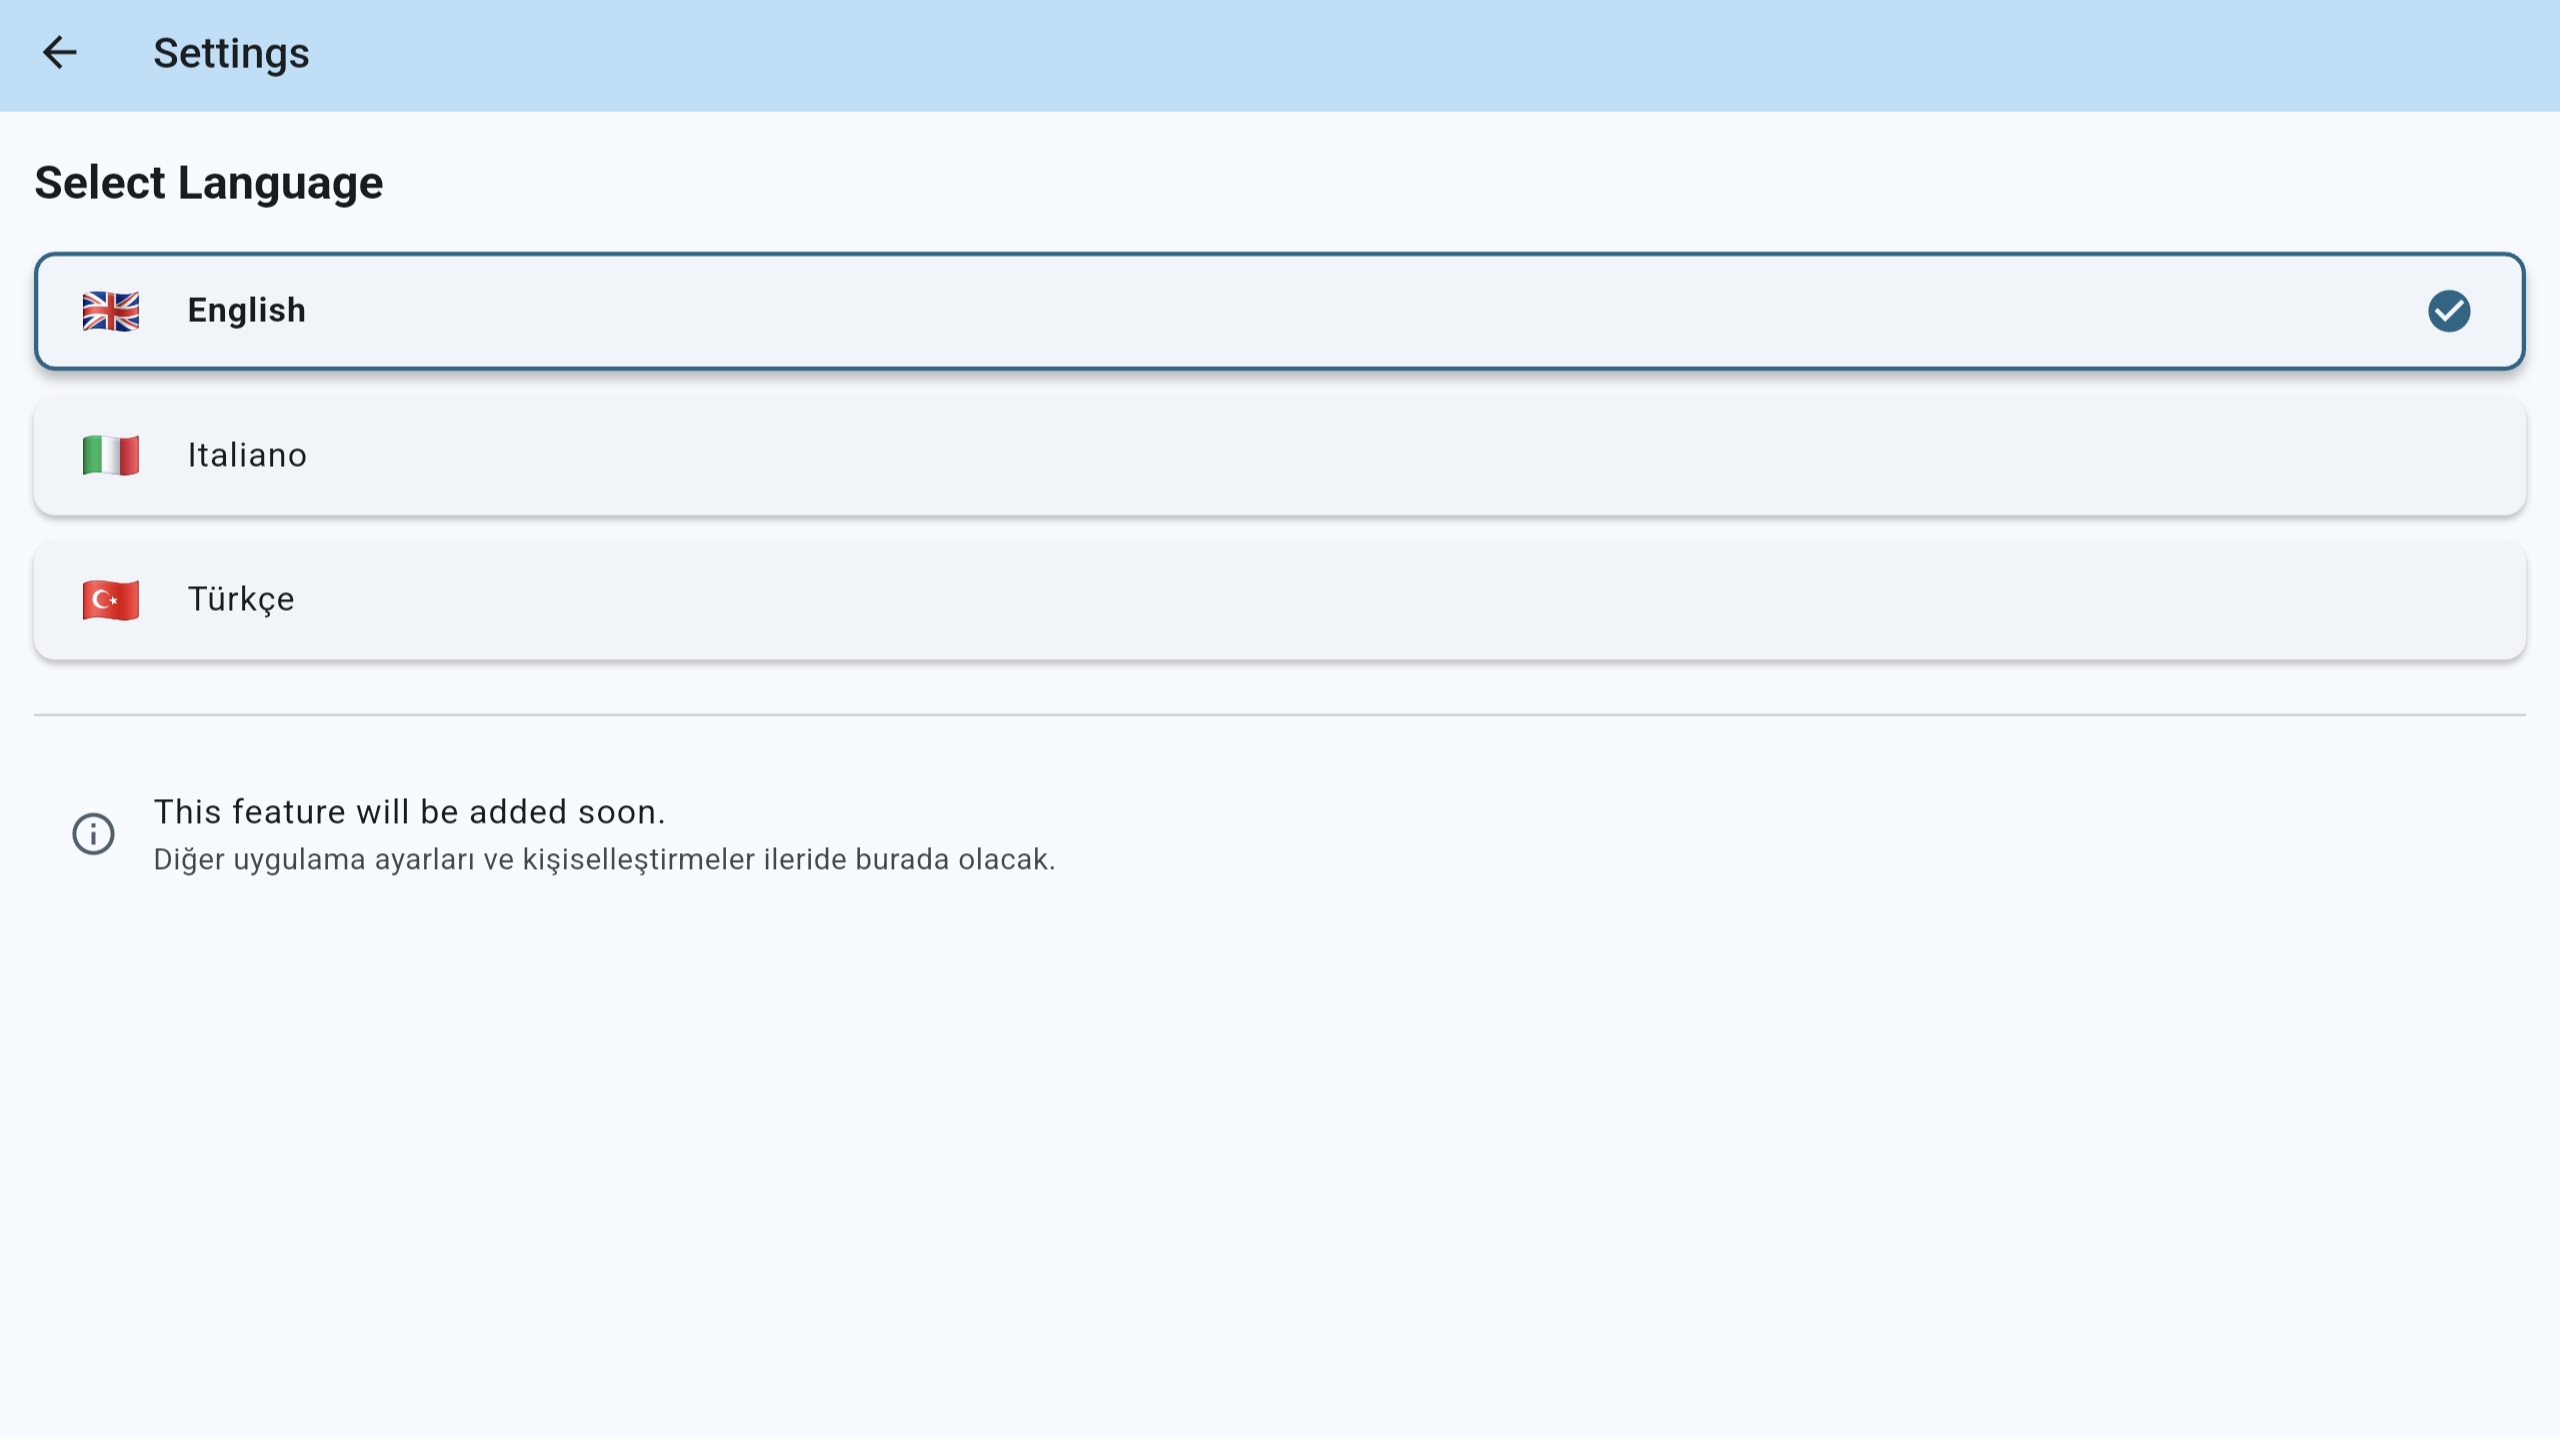 Settings
Select Language
English
Italiano
Türkçe
This feature will be added soon.
Diğer uygulama ayarları ve kişiselleştirmeler ileride burada olacak.